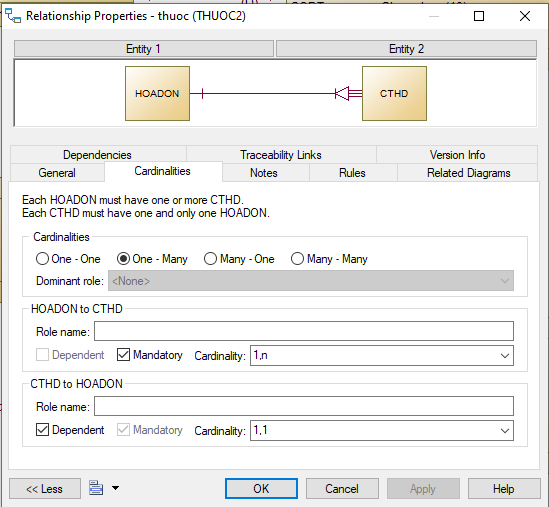 Relationship Properties - thuoc (THUOC2)
Entity 1
Entity 2
HOADON
CTHD
Dependencies
Traceability Links
Version Info
General
Cardinalities
Notes
Rules
Related Diagrams
Each HOADON must have one or more CTHD.
Each CTHD must have one and only one HOADON.
Cardinalities
One - One
One - Many
Many - One
Many - Many
Dominant role:
<None>
HOADON to CTHD
Role name:
Dependent
Mandatory
Cardinality:
1,n
CTHD to HOADON
Role name:
Dependent
Mandatory
Cardinality:
1,1
<< Less
OK
Cancel
Apply
Help